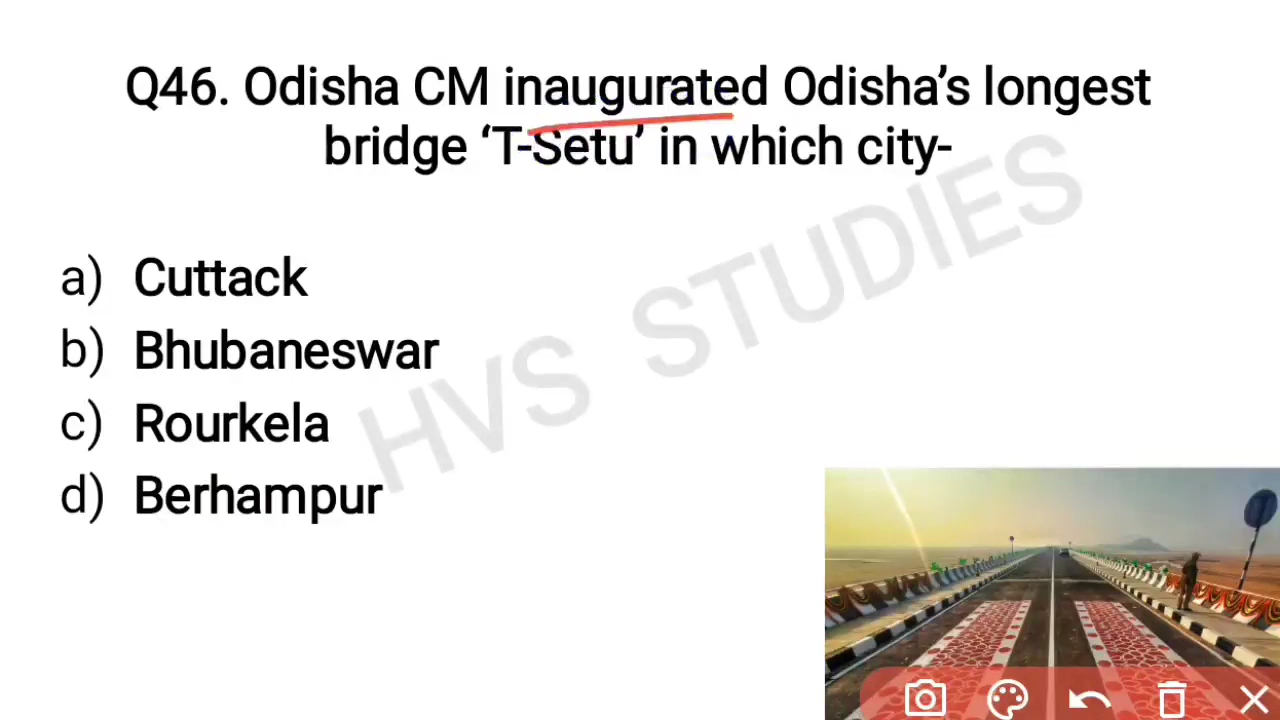 Q46. Odisha CM inaugurated Odisha’s longest
bridge ‘T-Setu’ in which city-
a) Cuttack
b) Bhubaneswar
c) Rourkela
d) Berhampur
HVS STUDIES